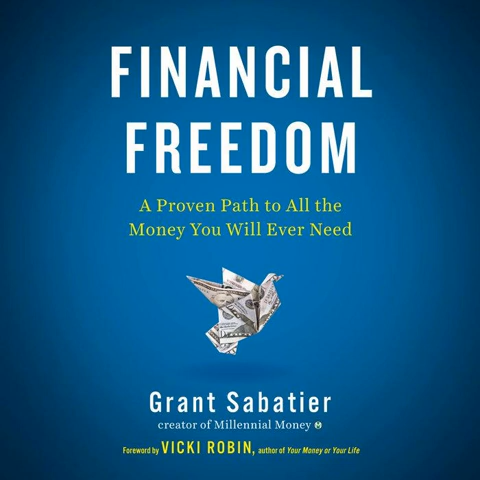 FINANCIAL
FREEDOM
A Proven Path to All the
Money You Will Ever Need
Grant Sabatier
creator of Millennial Money
Foreword by VICKI ROBIN, author of Your Money or Your Life